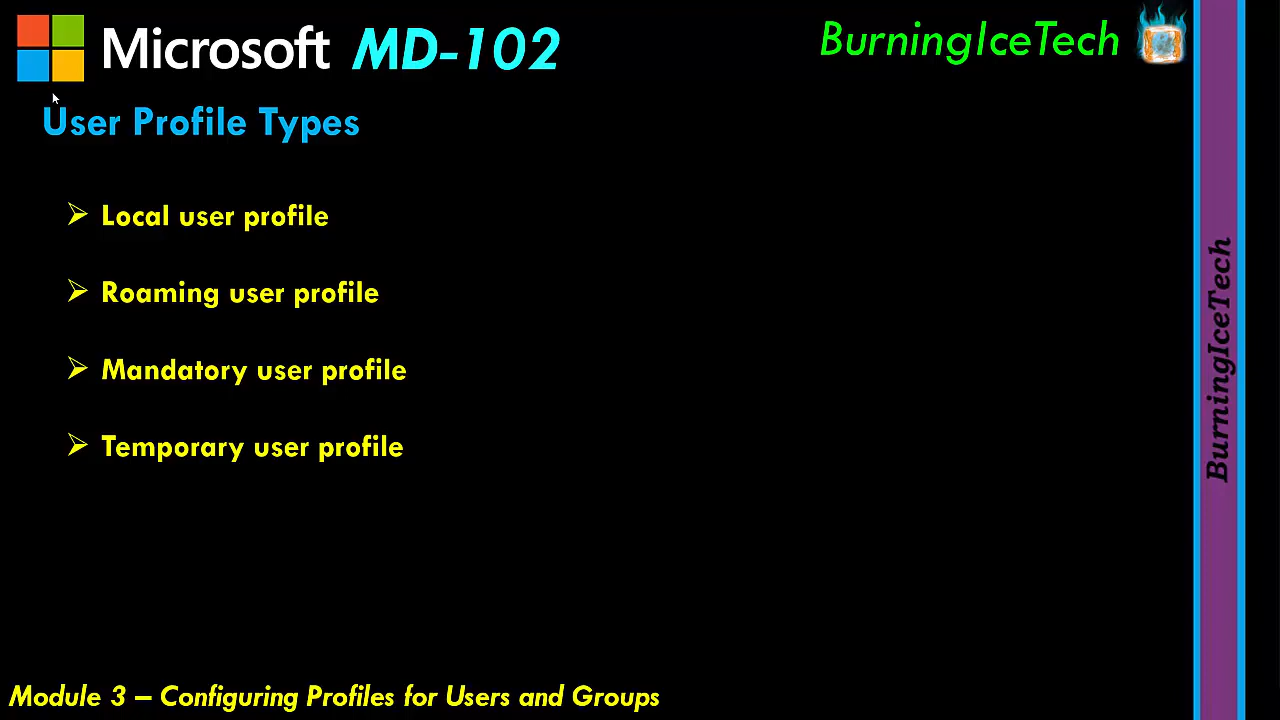 Microsoft MD-102
BurningIceTech
User Profile Types
Local user profile
Roaming user profile
Mandatory user profile
Temporary user profile
BurningIceTech
Module 3 – Configuring Profiles for Users and Groups